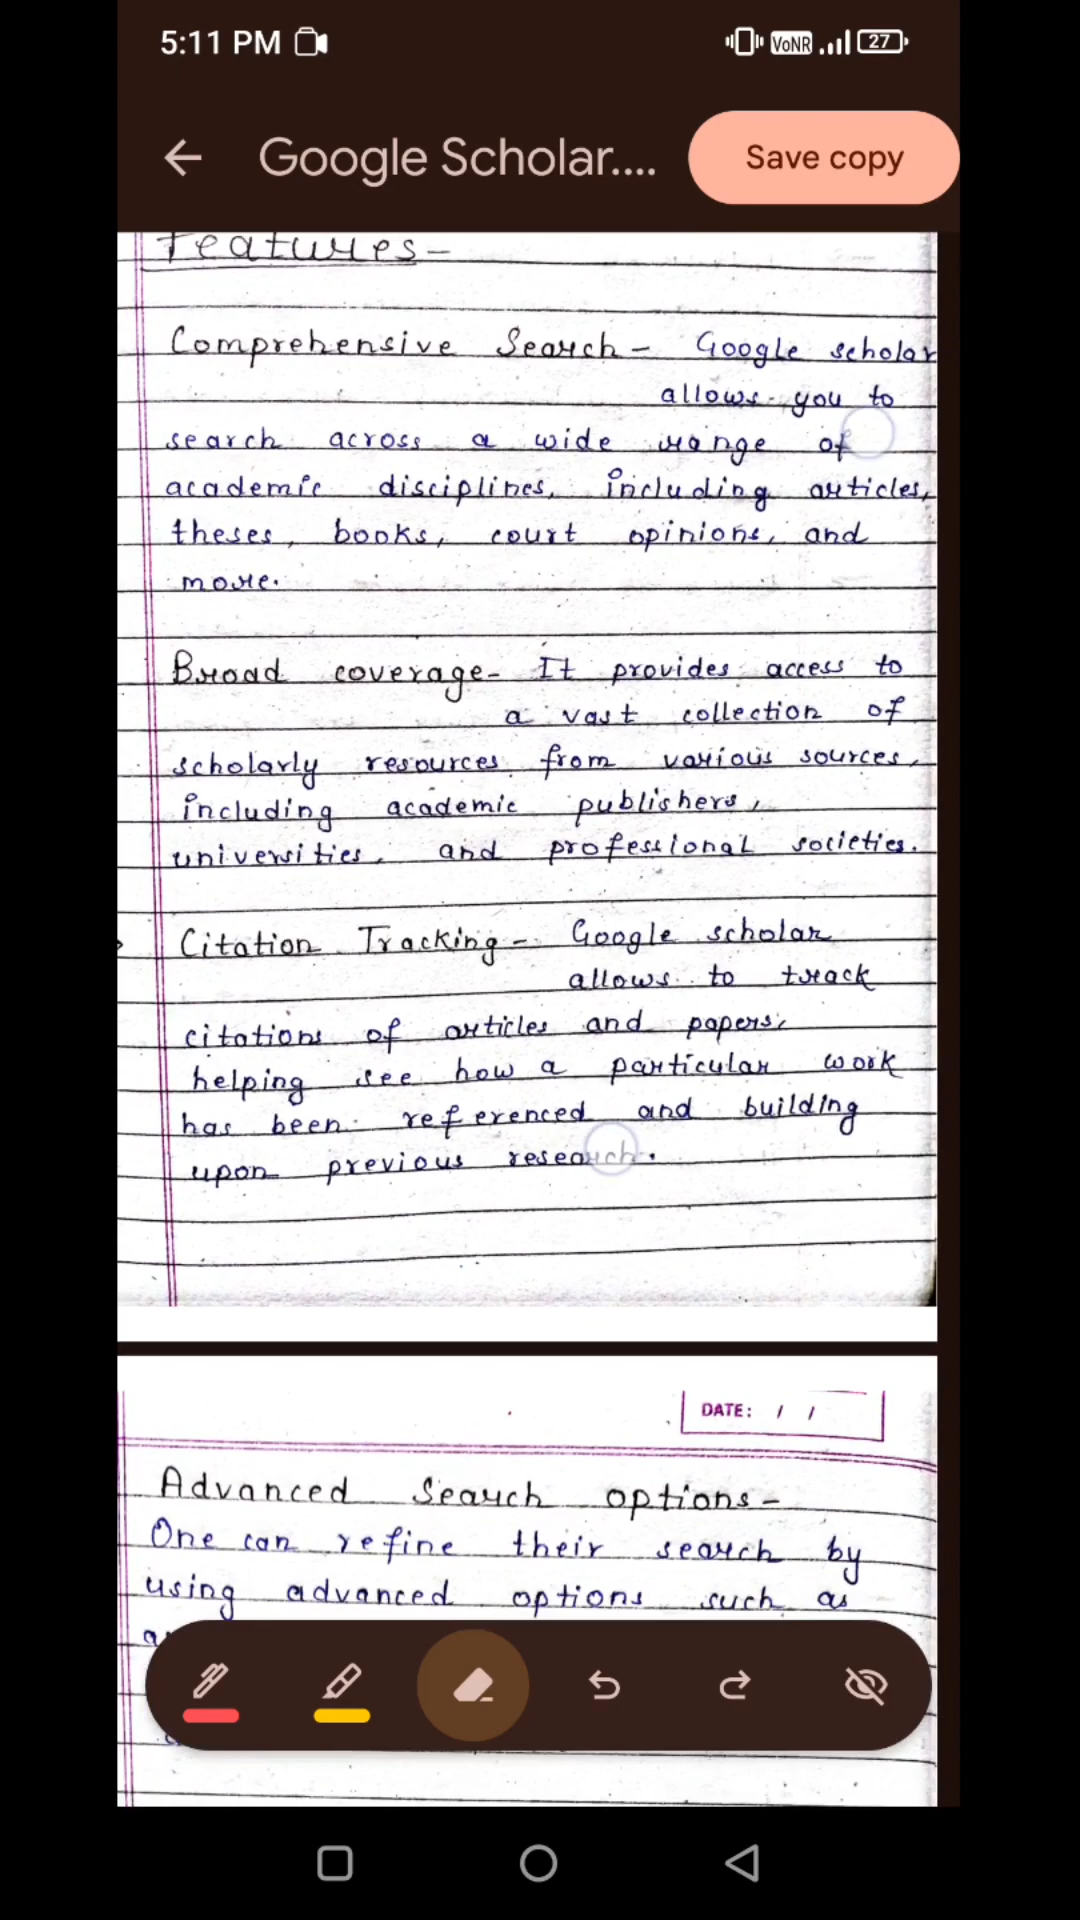 5:11 PM
VoNR
27
Google Scholar....
Save copy
Features-
Comprehensive Search - Google scholar
allows you to
search across a wide range of
academic disciplines, including articles,
theses, books, court opinions, and
more.
Broad coverage- It provides access to
a vast collection of
scholarly resources from various sources,
including academic publishers,
universities, and professional societies.
Citation Tracking - Google scholar
allows to track
citations of articles and papers,
helping see how a particular work
has been referenced and building
upon previous research.
DATE: / /
Advanced Search options-
One can refine their search by
using advanced options such as